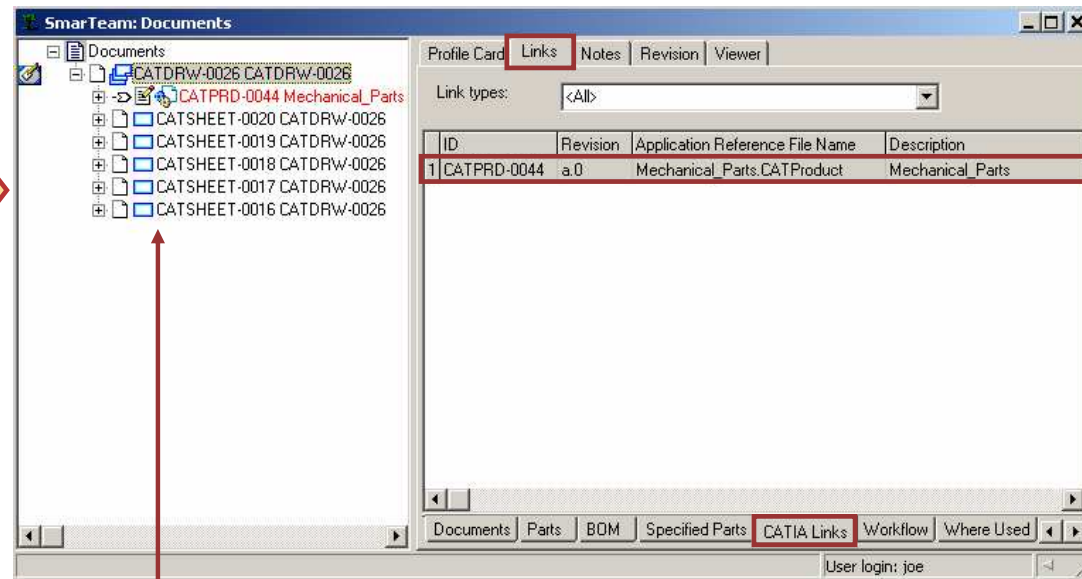 SmarTeam: Documents
Documents
CATDRW-0026 CATDRW-0026
CATPRD-0044 Mechanical_Parts
CATSHEET-0020 CATDRW-0026
CATSHEET-0019 CATDRW-0026
CATSHEET-0018 CATDRW-0026
CATSHEET-0017 CATDRW-0026
CATSHEET-0016 CATDRW-0026
Profile Card Links Notes Revision Viewer
Link types: <All>
ID Revision Application Reference File Name Description
1 CATPRD-0044 a.0 Mechanical_Parts.CATProduct Mechanical_Parts
Documents Parts BOM Specified Parts CATIA Links Workflow Where Used
User login: joe